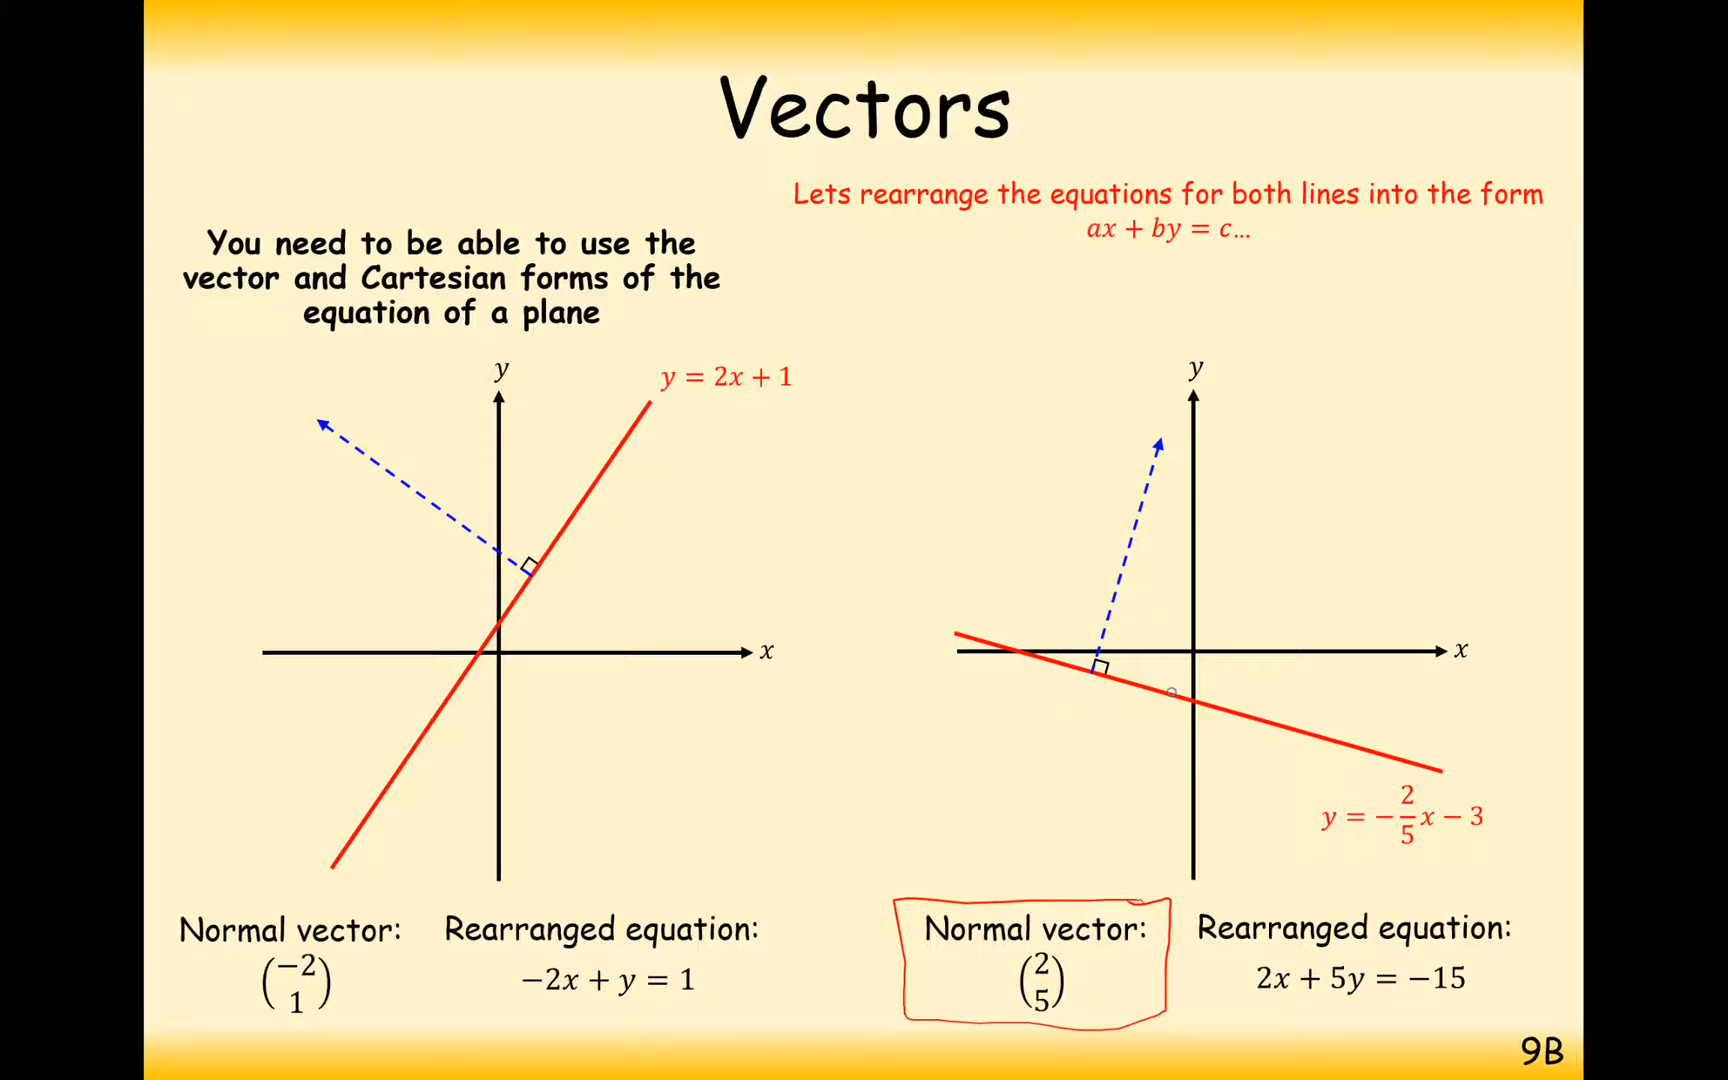 Vectors
Lets rearrange the equations for both lines into the form
ax + by = c...
You need to be able to use the
vector and Cartesian forms of the
equation of a plane
y
y = 2x + 1
x
y
x
y = −2/5x − 3
Normal vector:
(−2
1)
Rearranged equation:
−2x + y = 1
Normal vector:
(2
5)
Rearranged equation:
2x + 5y = −15
9B